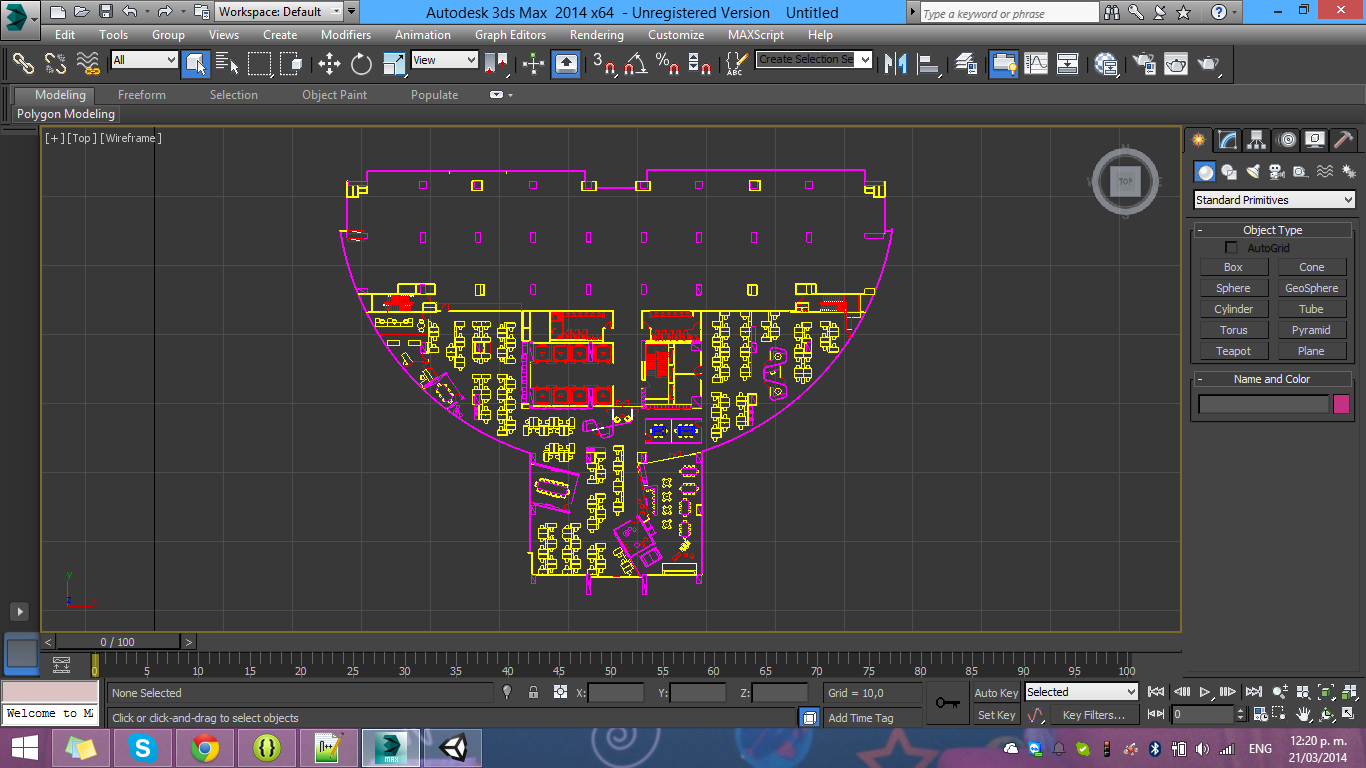 Workspace: Default
Autodesk 3ds Max 2014 x64 - Unregistered Version Untitled
Type a keyword or phrase
MAX
Edit Tools Group Views Create Modifiers Animation Graph Editors Rendering Customize MAXScript Help
All
View
3
Create Selection Se
Modeling Freeform Selection Object Paint Populate
Polygon Modeling
[+][Top][Wireframe]
N
W TOP E
S
Standard Primitives
- Object Type
AutoGrid
Box Cone
Sphere GeoSphere
Cylinder Tube
Torus Pyramid
Teapot Plane
- Name and Color
y
z x
< 0 / 100 >
0 5 10 15 20 25 30 35 40 45 50 55 60 65 70 75 80 85 90 95 100
None Selected X: Y: Z: Grid = 10,0 Auto Key Selected
Welcome to MA
Click or click-and-drag to select objects Add Time Tag Set Key Key Filters... 0
ENG
12:20 p. m.
21/03/2014